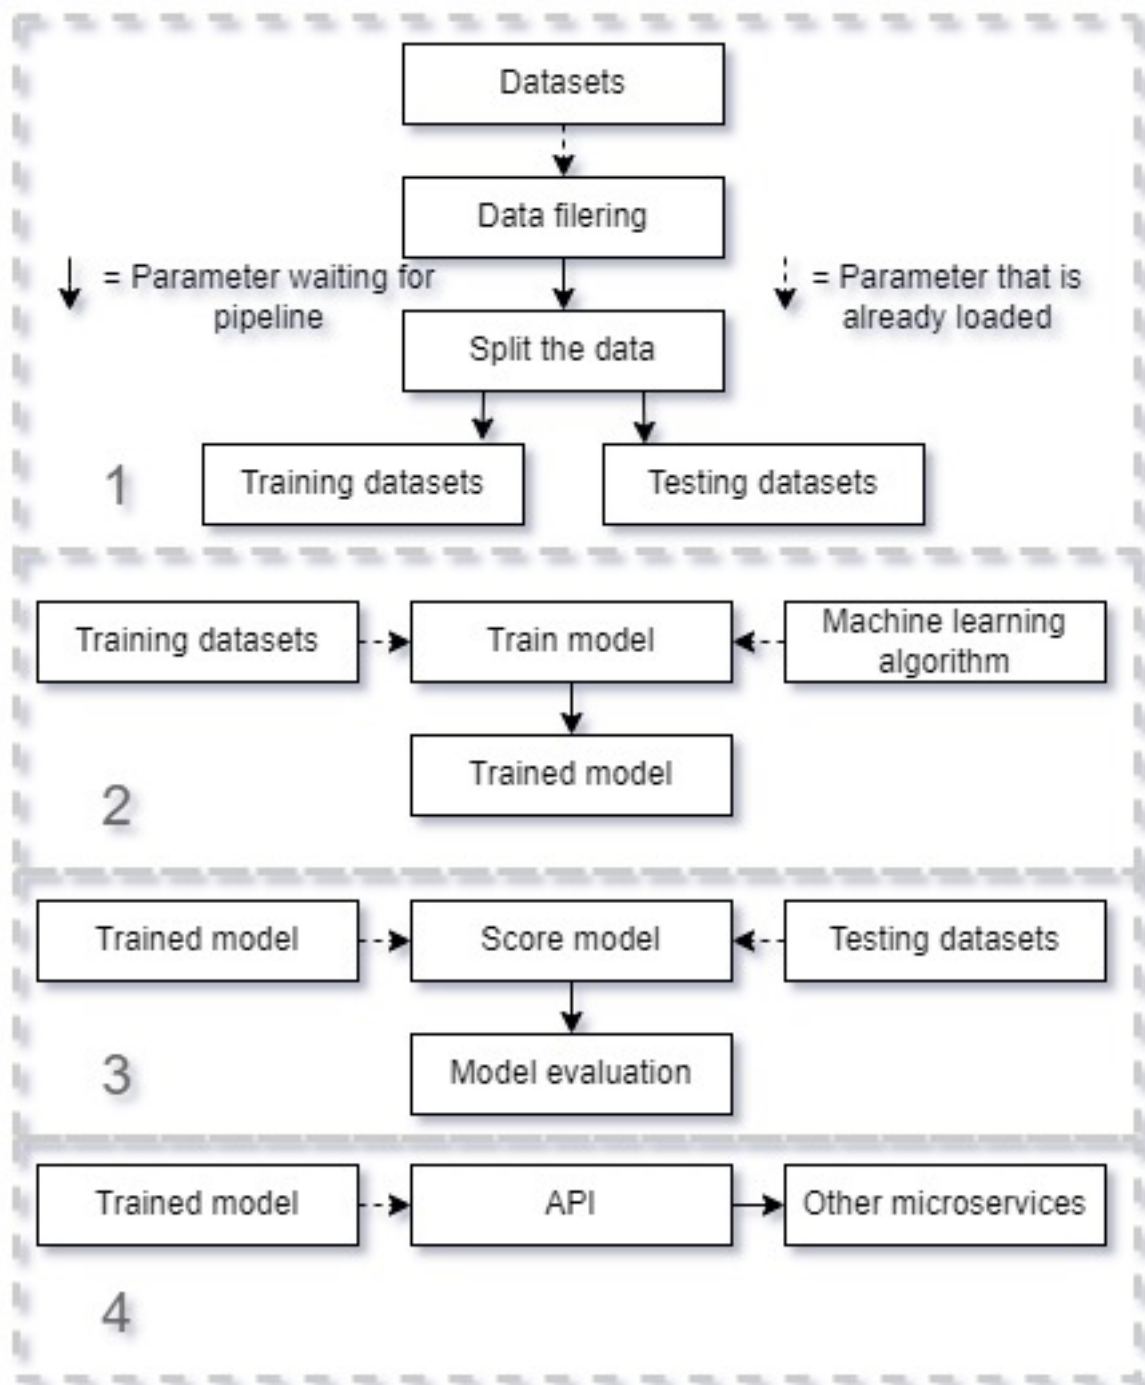 Datasets
Data filering
= Parameter waiting for
pipeline
= Parameter that is
already loaded
Split the data
Training datasets
Testing datasets
1
Training datasets
Train model
Machine learning
algorithm
Trained model
2
Trained model
Score model
Testing datasets
Model evaluation
3
Trained model
API
Other microservices
4